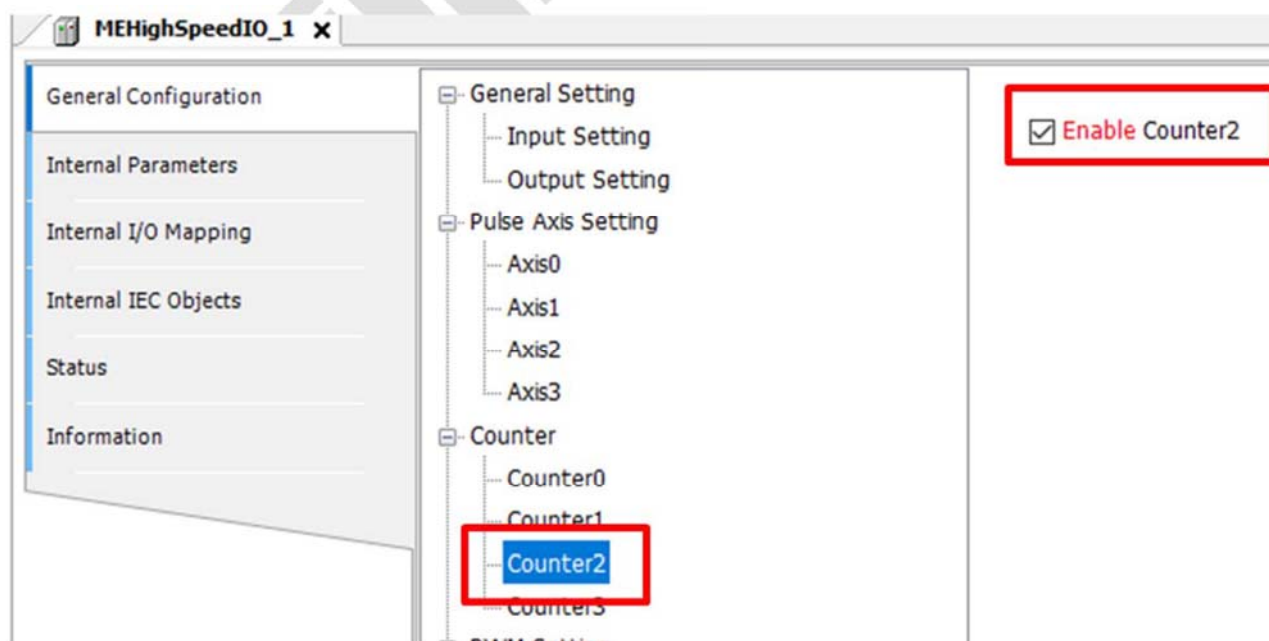 MEHighSpeedIO_1 x
General Configuration
Internal Parameters
Internal I/O Mapping
Internal IEC Objects
Status
Information
General Setting
Input Setting
Output Setting
Pulse Axis Setting
Axis0
Axis1
Axis2
Axis3
Counter
Counter0
Counter1
Counter2
Counter3
Enable Counter2